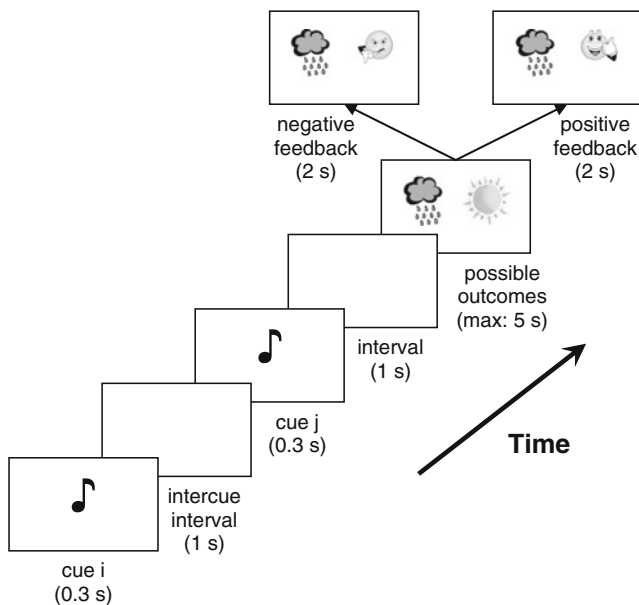 negative
feedback
(2 s)
positive
feedback
(2 s)
possible
outcomes
(max: 5 s)
interval
(1 s)
cue j
(0.3 s)
Time
intercue
interval
(1 s)
cue i
(0.3 s)